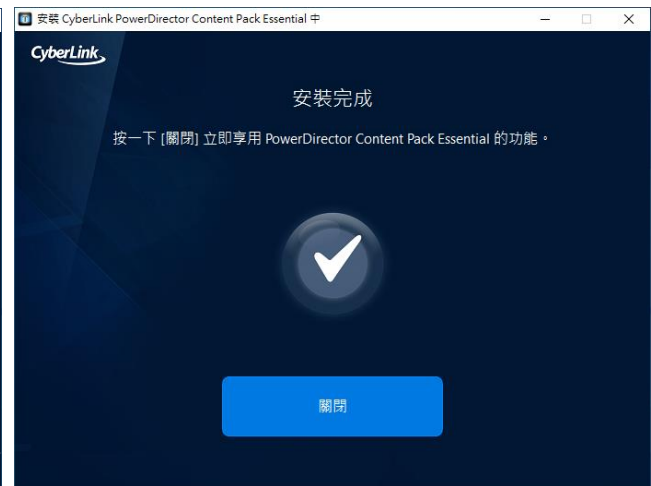 安裝 CyberLink PowerDirector Content Pack Essential 中
CyberLink
安裝完成
按一下 [關閉] 立即享用 PowerDirector Content Pack Essential 的功能。
關閉